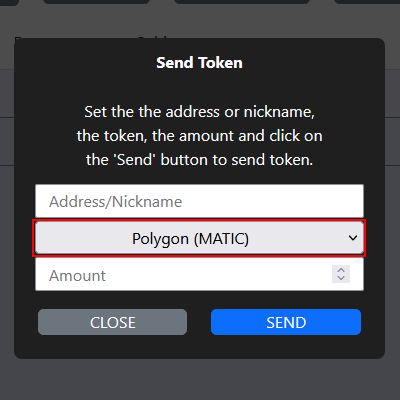 Send Token
Set the the address or nickname,
the token, the amount and click on
the 'Send' button to send token.
Address/Nickname
Polygon (MATIC)
Amount
CLOSE
SEND